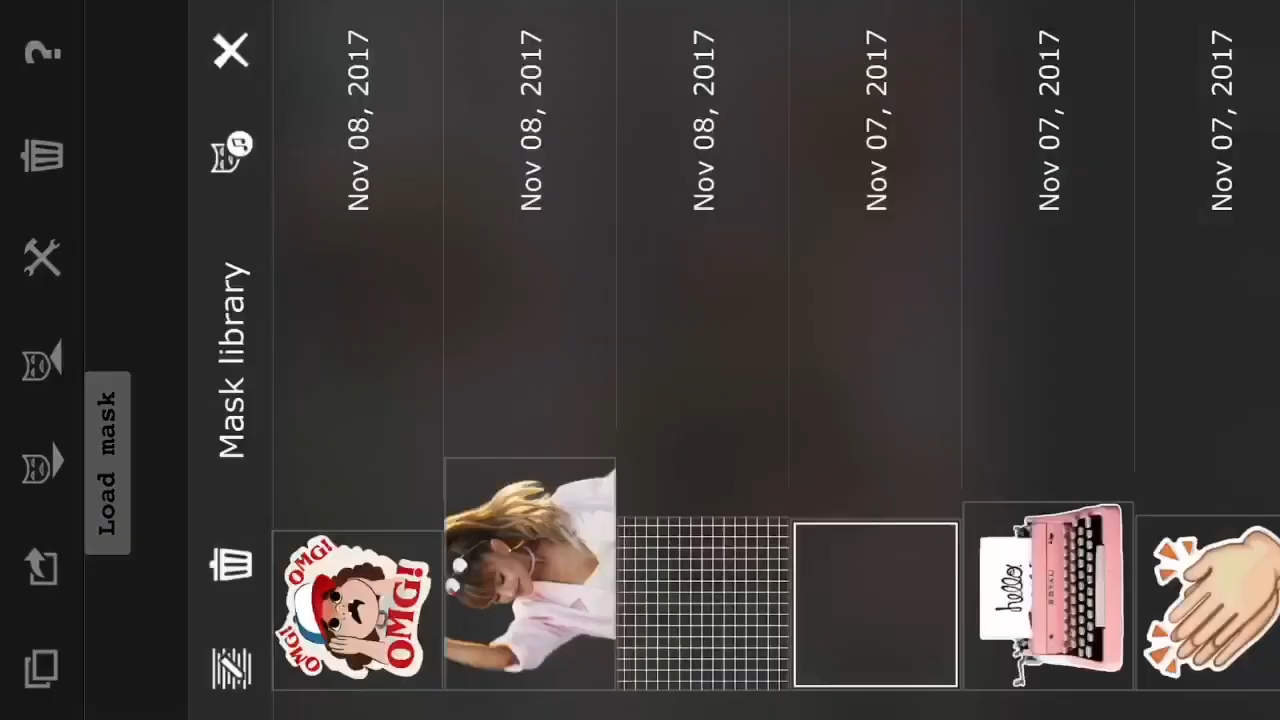 Load mask
Mask library
OMG!
OMG!
OMG!
Nov 08, 2017
Nov 08, 2017
Nov 08, 2017
Nov 07, 2017
hello
ROYAL
Nov 07, 2017
Nov 07, 2017